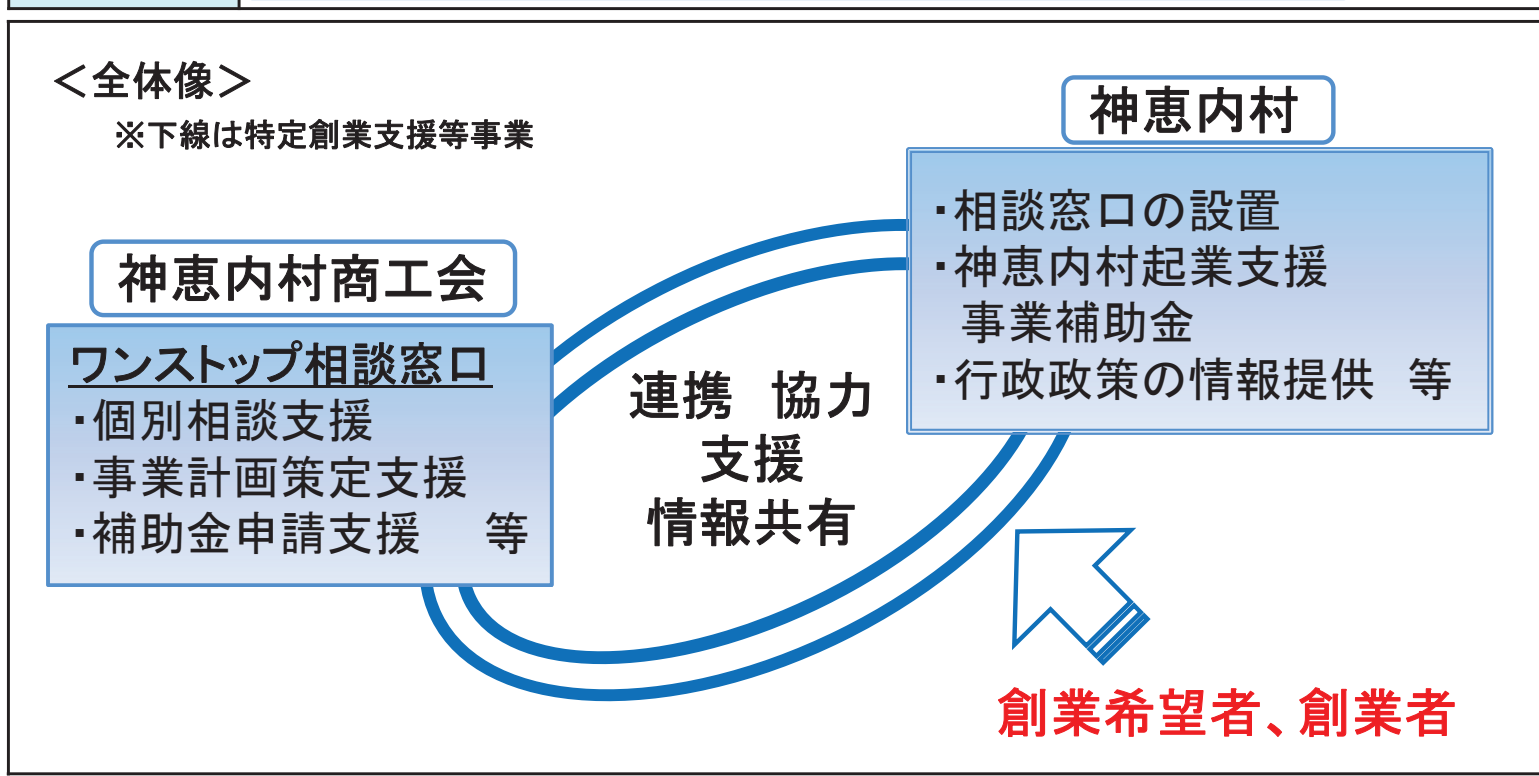 ＜全体像＞
※下線は特定創業支援等事業
神恵内村商工会
ワンストップ相談窓口
・個別相談支援
・事業計画策定支援
・補助金申請支援　等
連携　協力
支援
情報共有
神恵内村
・相談窓口の設置
・神恵内村起業支援
事業補助金
・行政政策の情報提供　等
創業希望者、創業者